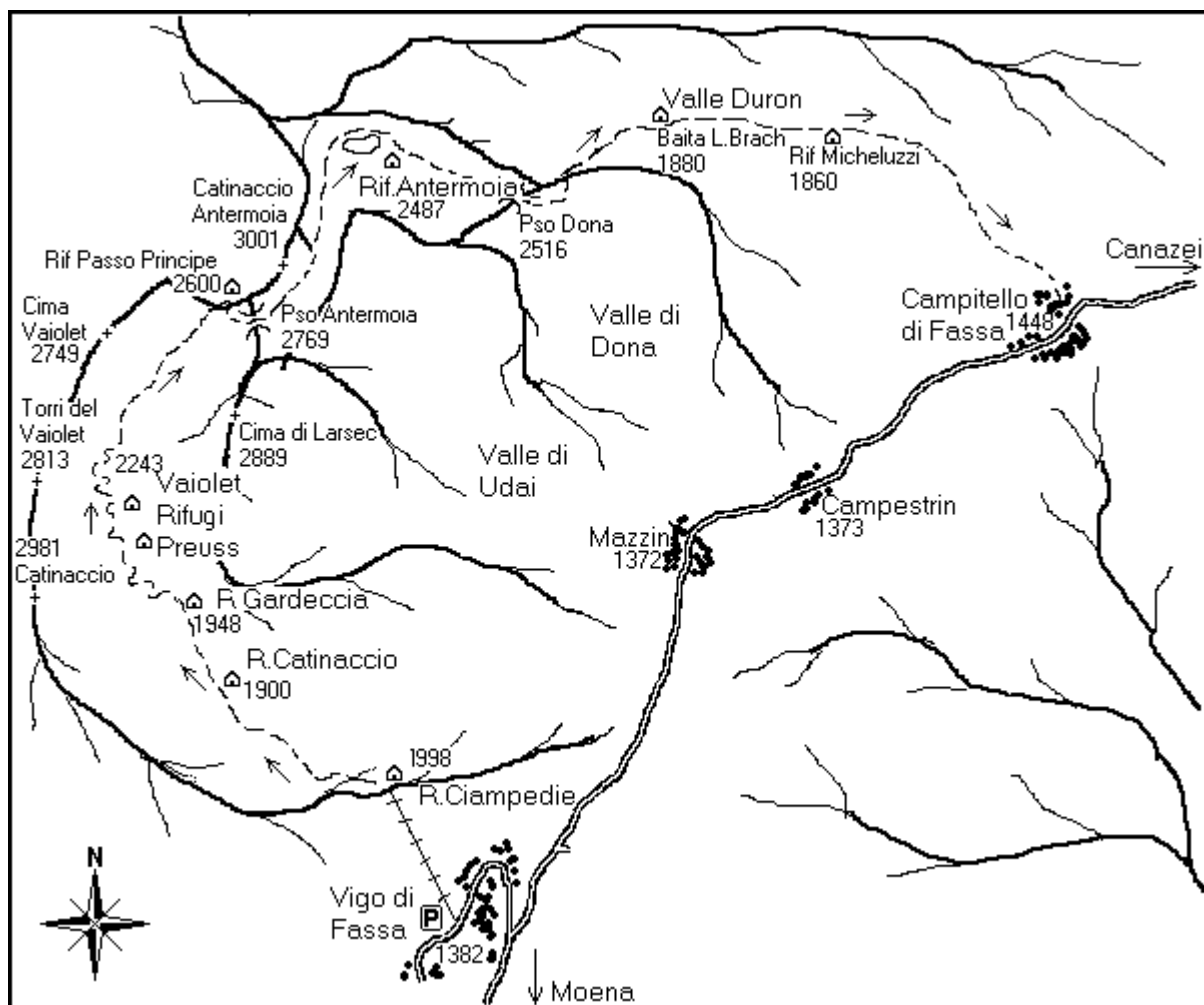 Valle Duron
Baita L.Brach
1880
Rif Micheluzzi
1860
Catinaccio
Antermoia
3001
Rif.Antermoia
2487
Pso Dona
2516
Canazei
Rif Passo Principe
2600
Cima
Vaiolet
2749
Pso Antermoia
2769
Valle di
Dona
Campitello
di Fassa
1448
Torri del
Vaiolet
2813
Cima di Larsec
2889
2243
Vaiolet
Rifugi
Preuss
Valle di
Udai
Campestrin
1373
Mazzin
1372
2981
Catinaccio
R.Gardeccia
1948
R.Catinaccio
1900
1998
R.Ciampedie
N
Vigo di
Fassa
P
1382
Moena